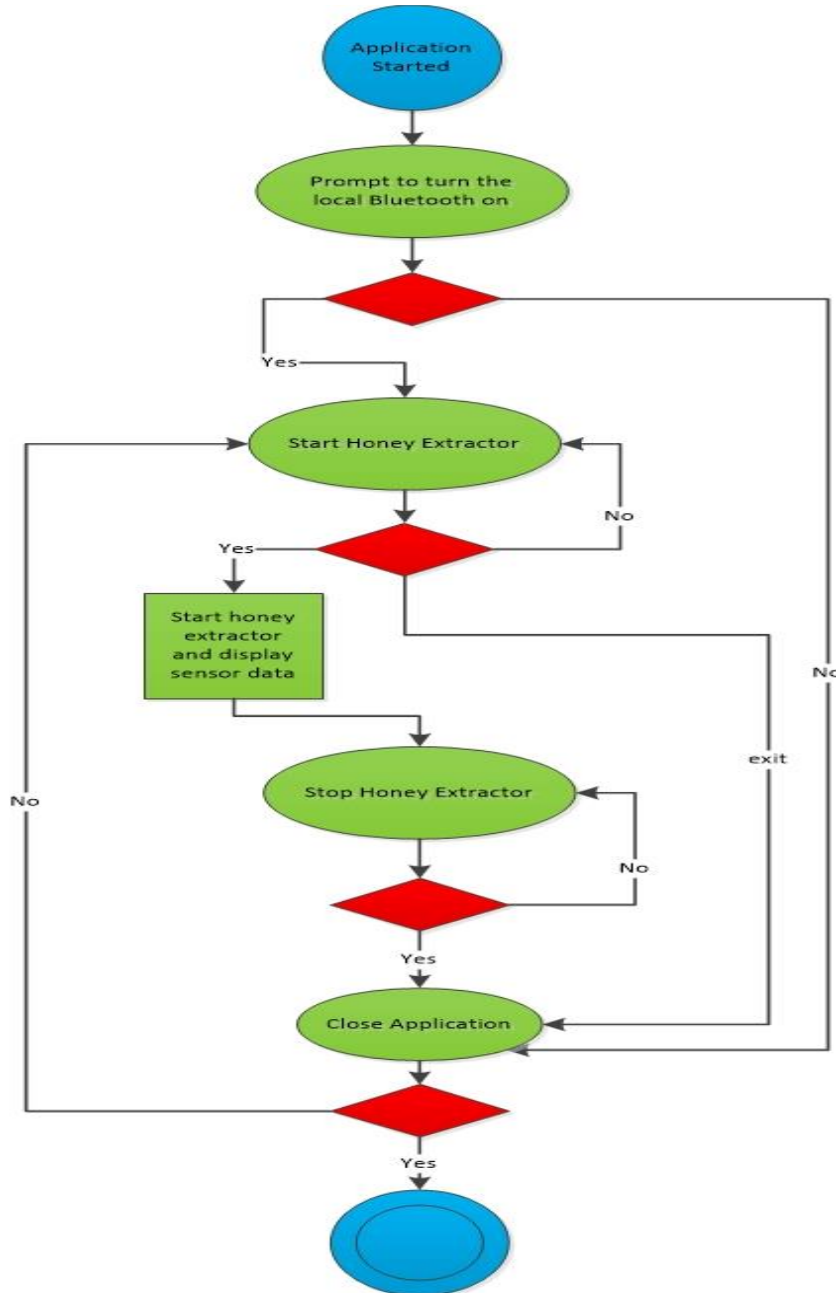 Application
Started
Prompt to turn the
local Bluetooth on
Yes
Start Honey Extractor
No
Yes
Start honey
extractor
and display
sensor data
No
exit
Stop Honey Extractor
No
No
Yes
Close Application
Yes